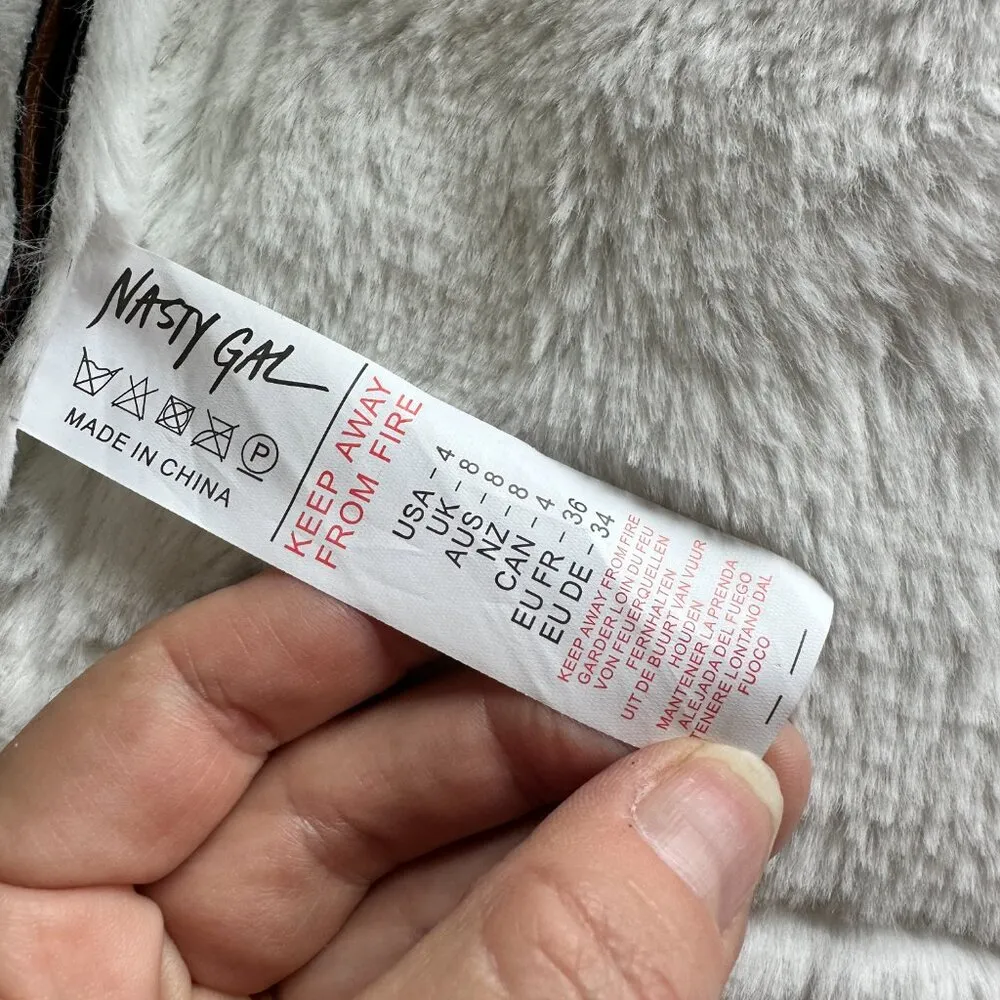 NASTY GAL
P
MADE IN CHINA
KEEP AWAY
FROM FIRE
USA - 4
UK - 8
AUS - 8
NZ - 8
CAN - 4
EU FR - 36
EU DE - 34
KEEP AWAY FROM FIRE
GARDER LOIN DU FEU
VON FEUERQUELLEN
FERNHALTEN
UIT DE BUURT VAN VUUR
HOUDEN
MANTENER LA PRENDA
ALEJADA DEL FUEGO
TENERE LONTANO DAL
FUOCO